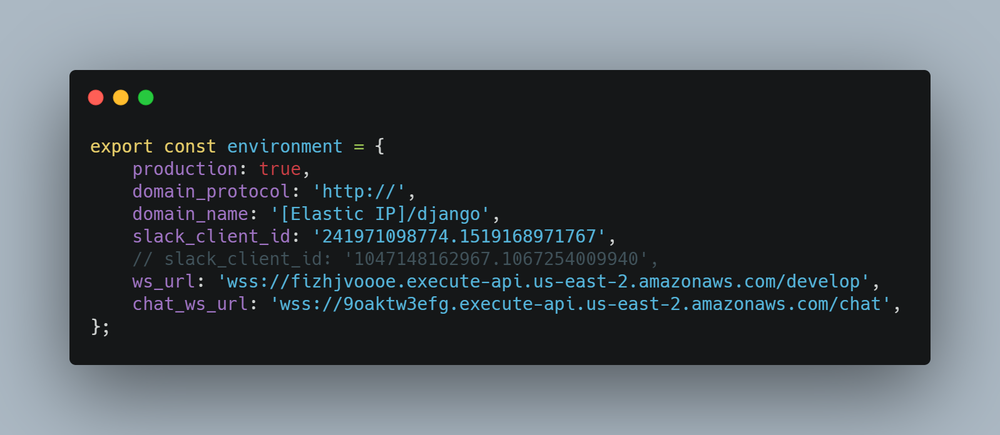 export const environment = {
    production: true,
    domain_protocol: 'http://',
    domain_name: '[Elastic IP]/django',
    slack_client_id: '241971098774.1519168971767',
    // slack_client_id: '1047148162967.1067254009940',
    ws_url: 'wss://fizhjvoooe.execute-api.us-east-2.amazonaws.com/develop',
    chat_ws_url: 'wss://9oaktw3efg.execute-api.us-east-2.amazonaws.com/chat',
};